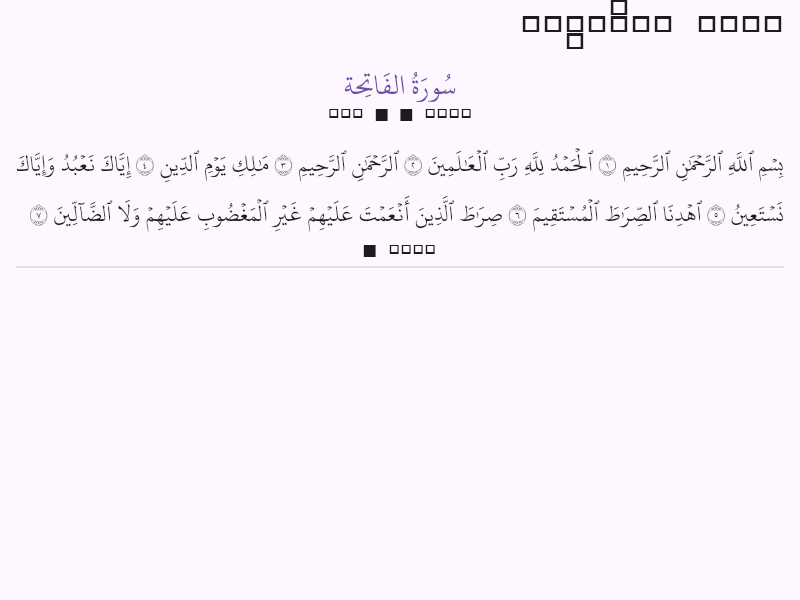 سُورَةُ الفَاتِحة
بِسْمِ ٱللَّهِ ٱلرَّحْمَٰنِ ٱلرَّحِيمِ ١ ٱلْحَمْدُ لِلَّهِ رَبِّ ٱلْعَٰلَمِينَ ٢ ٱلرَّحْمَٰنِ ٱلرَّحِيمِ ٣ مَٰلِكِ يَوْمِ ٱلدِّينِ ٤ إِيَّاكَ نَعْبُدُ وَإِيَّاكَ
نَسْتَعِينُ ٥ ٱهْدِنَا ٱلصِّرَٰطَ ٱلْمُسْتَقِيمَ ٦ صِرَٰطَ ٱلَّذِينَ أَنْعَمْتَ عَلَيْهِمْ غَيْرِ ٱلْمَغْضُوبِ عَلَيْهِمْ وَلَا ٱلضَّآلِّينَ ٧